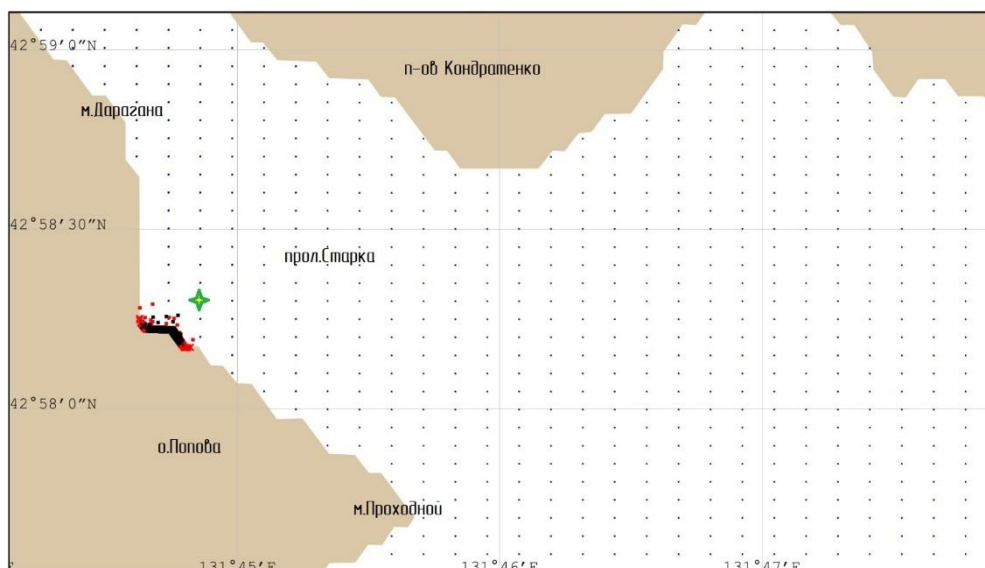 42°59′0″N
п-ов Кондратенко
м.Дарагана
42°58′30″N
прол.Старка
42°58′0″N
о.Попова
м.Проходной
131°45′E
131°46′E
131°47′E